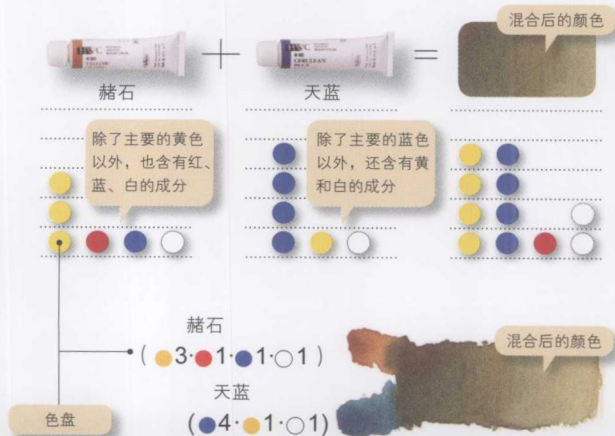 混合后的颜色
+ =
赭石 天蓝
除了主要的黄色
以外，也含有红、
蓝、白的成分
除了主要的蓝色
以外，还含有黄
和白的成分
赭石
(3·1·1·1)
混合后的颜色
天蓝
(4·1·1)
色盘